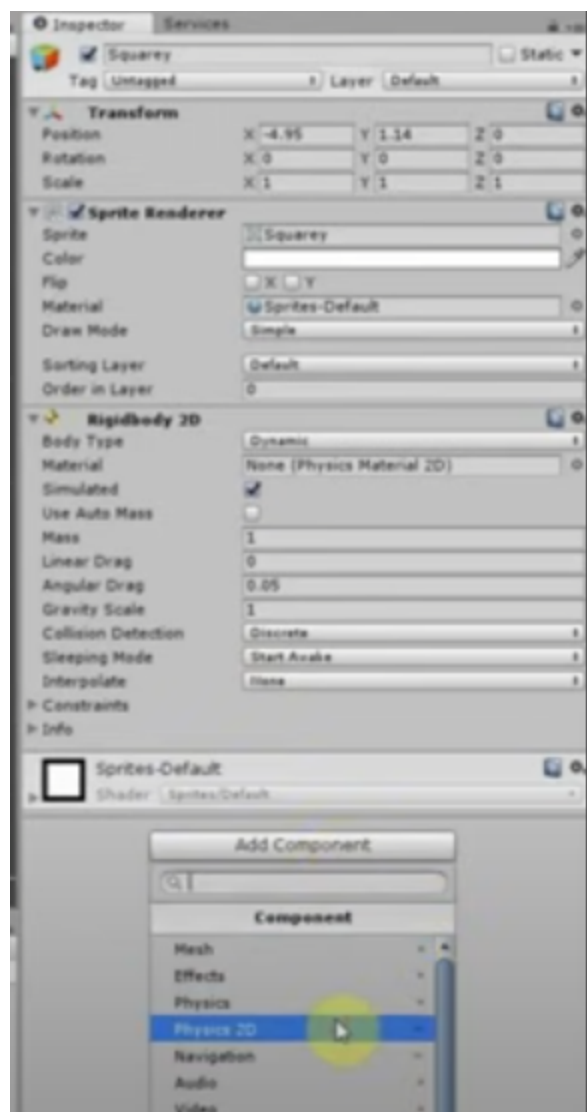 Inspector Services
Squarey Static
Tag Untagged Layer Default
Transform
Position X -4.95 Y 1.14 Z 0
Rotation X 0 Y 0 Z 0
Scale X 1 Y 1 Z 1
Sprite Renderer
Sprite Squarey
Color
Flip X Y
Material Sprites-Default
Draw Mode Simple
Sorting Layer Default
Order in Layer 0
Rigidbody 2D
Body Type Dynamic
Material None (Physics Material 2D)
Simulated
Use Auto Mass
Mass 1
Linear Drag 0
Angular Drag 0.05
Gravity Scale 1
Collision Detection Discrete
Sleeping Mode Start Awake
Interpolate None
Constraints
Info
Sprites-Default
Shader Sprites/Default
Add Component
Component
Mesh
Effects
Physics
Physics 2D
Navigation
Audio
Video